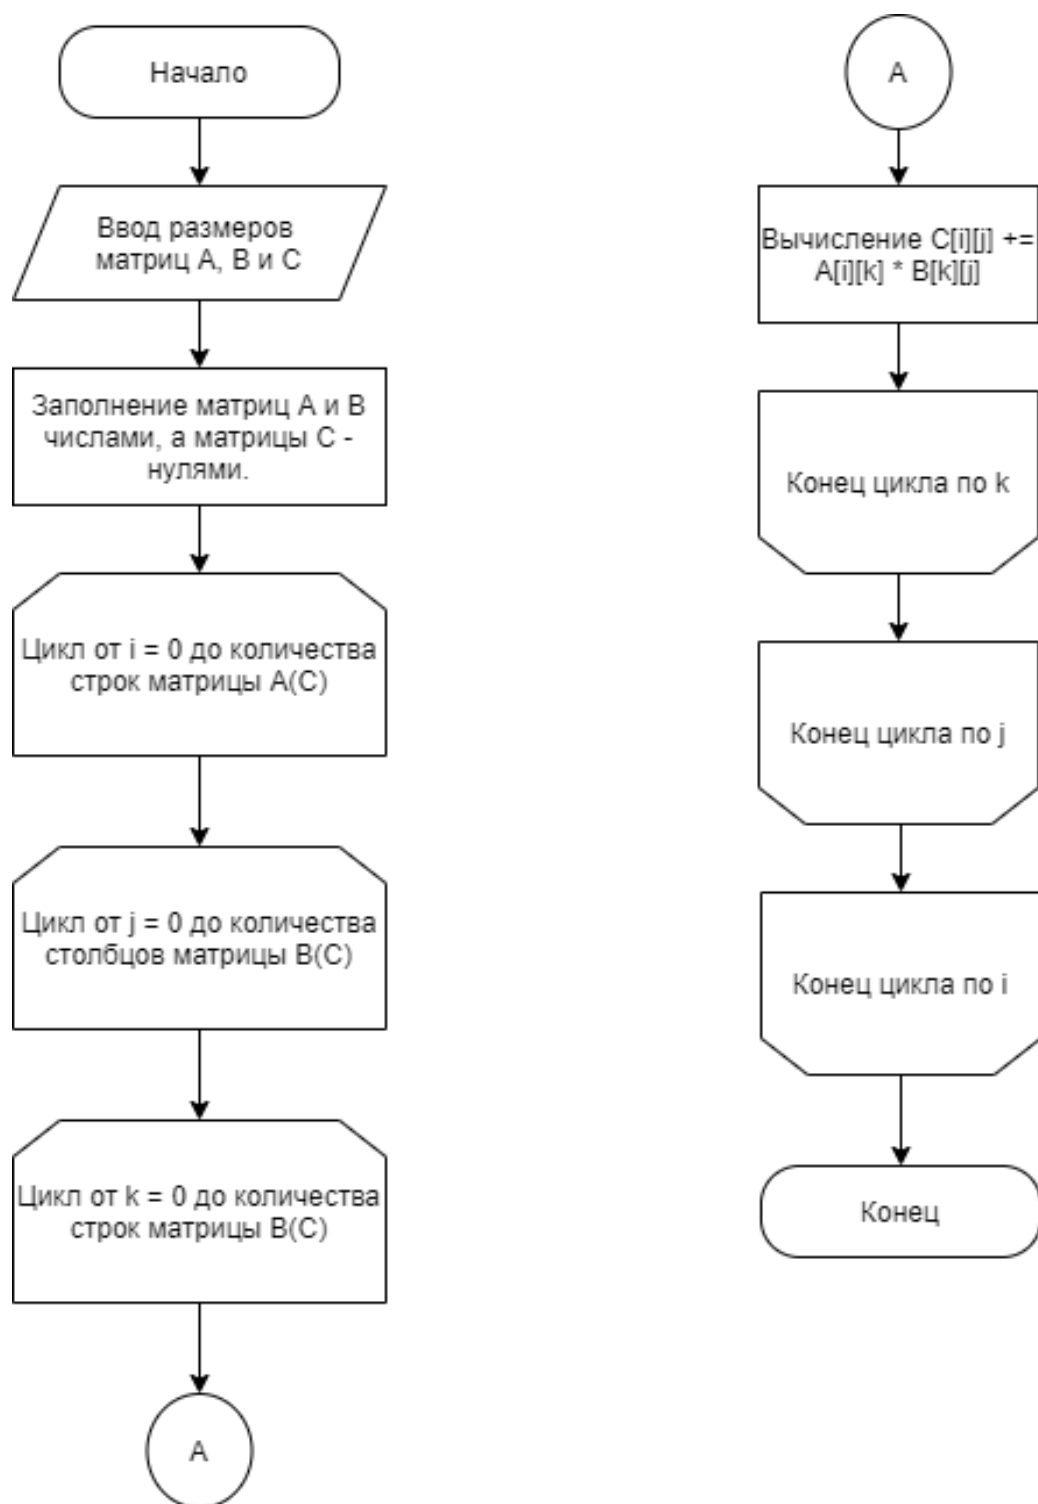 Начало
Ввод размеров
матриц А, В и С
Заполнение матриц А и В
числами, а матрицы С -
нулями.
Цикл от i = 0 до количества
строк матрицы А(С)
Цикл от j = 0 до количества
столбцов матрицы В(С)
Цикл от k = 0 до количества
строк матрицы В(С)
А
А
Вычисление C[i][j] +=
A[i][k] * B[k][j]
Конец цикла по k
Конец цикла по j
Конец цикла по i
Конец